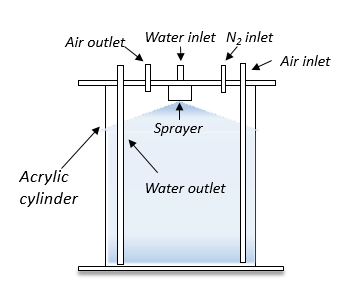 Air outlet
Water inlet
N2 inlet
Air inlet
Sprayer
Acrylic
cylinder
Water outlet